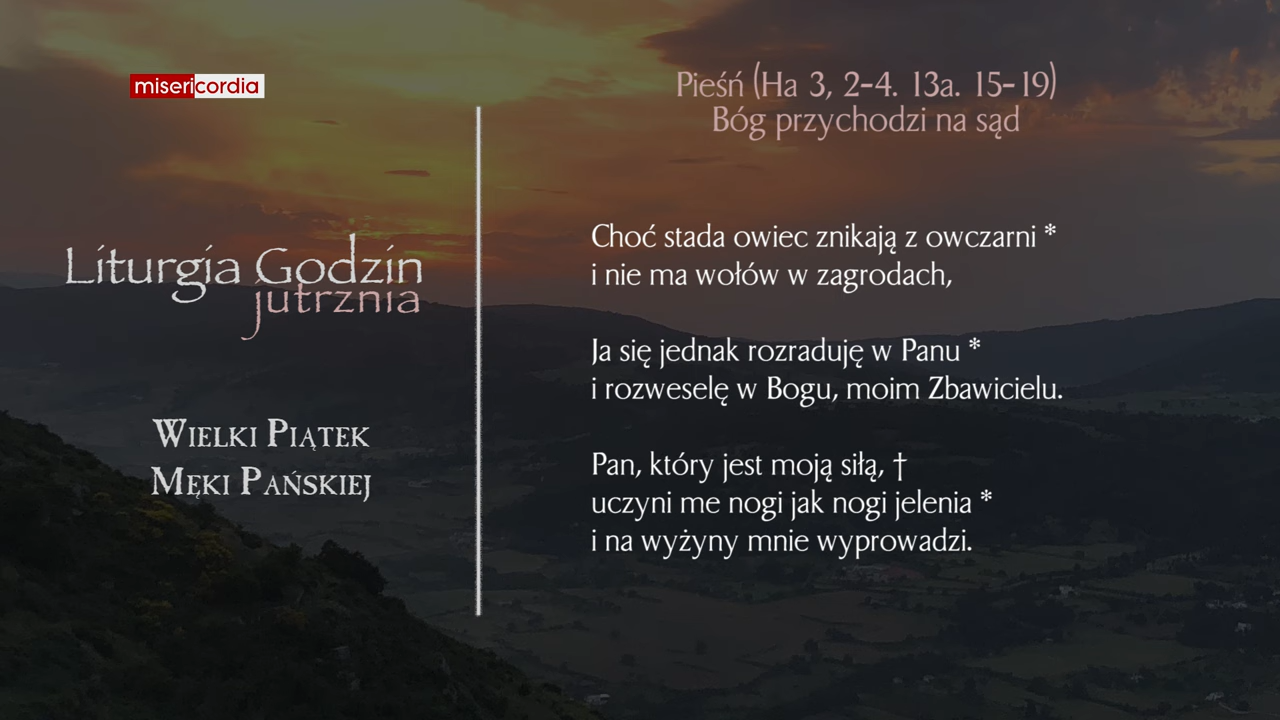 misericordia
Liturgia Godzin
jutrznia
Wielki Piątek
Męki Pańskiej
Pieśń (Ha 3, 2-4. 13a. 15-19)
Bóg przychodzi na sąd
Choć stada owiec znikają z owczarni *
i nie ma wołów w zagrodach,
Ja się jednak rozraduję w Panu *
i rozweselę w Bogu, moim Zbawicielu.
Pan, który jest moją siłą, †
uczyni me nogi jak nogi jelenia *
i na wyżyny mnie wyprowadzi.